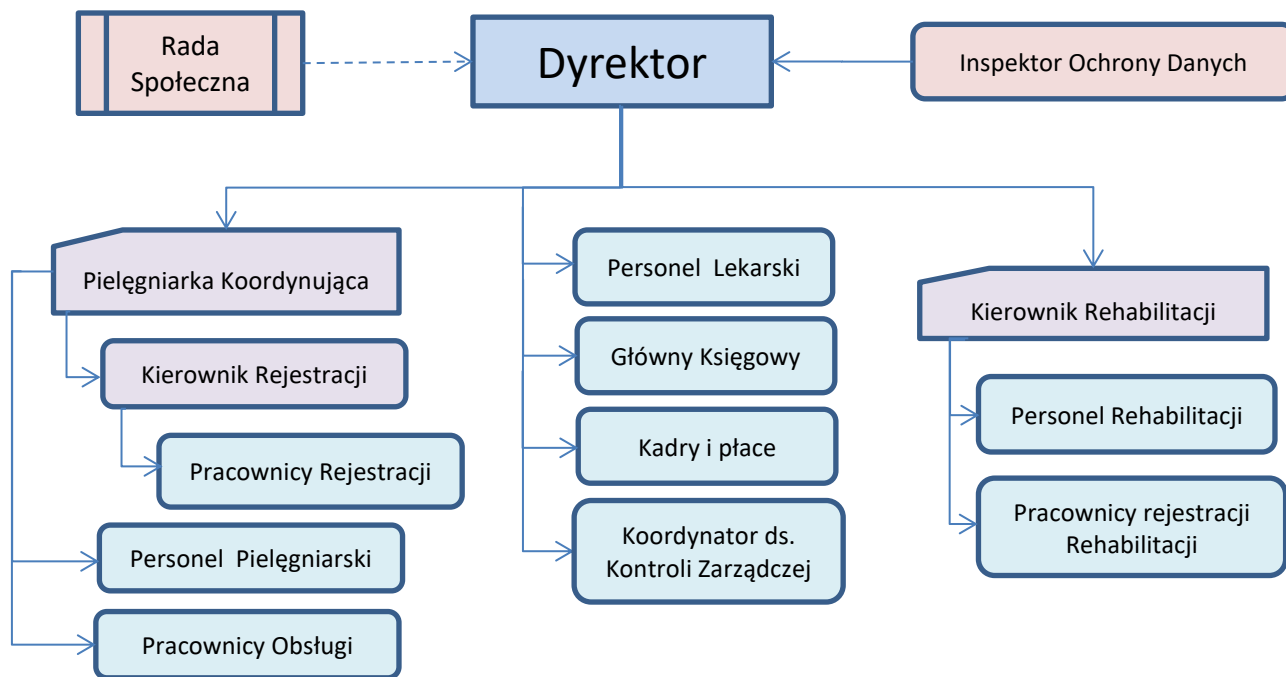 Rada
Społeczna
Dyrektor
Inspektor Ochrony Danych
Pielęgniarka Koordynująca
Kierownik Rejestracji
Pracownicy Rejestracji
Personel Pielęgniarski
Pracownicy Obsługi
Personel Lekarski
Główny Księgowy
Kadry i płace
Koordynator ds.
Kontroli Zarządczej
Kierownik Rehabilitacji
Personel Rehabilitacji
Pracownicy rejestracji
Rehabilitacji